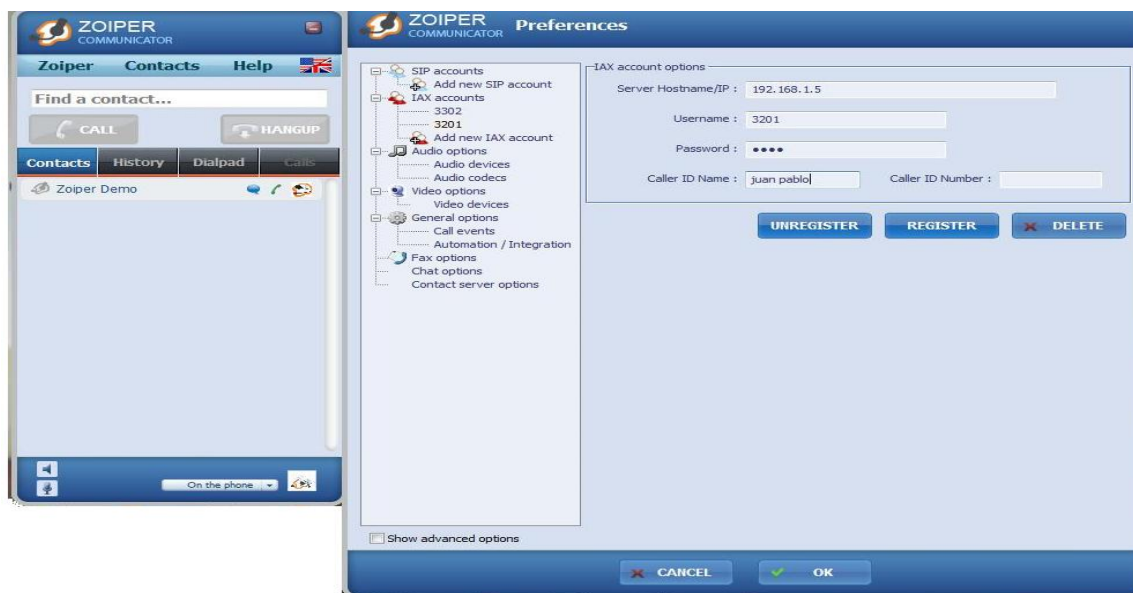 ZOIPER
COMMUNICATOR
Zoiper Contacts Help
Find a contact...
CALL HANGUP
Contacts History Dialpad Calls
Zoiper Demo
On the phone
ZOIPER
COMMUNICATOR
Preferences
SIP accounts
Add new SIP account
IAX accounts
3302
3201
Add new IAX account
Audio options
Audio devices
Audio codecs
Video options
Video devices
General options
Call events
Automation / Integration
Fax options
Chat options
Contact server options
Show advanced options
IAX account options
Server Hostname/IP : 192.168.1.5
Username : 3201
Password : ●●●●
Caller ID Name : juan pablo Caller ID Number :
UNREGISTER REGISTER DELETE
CANCEL OK